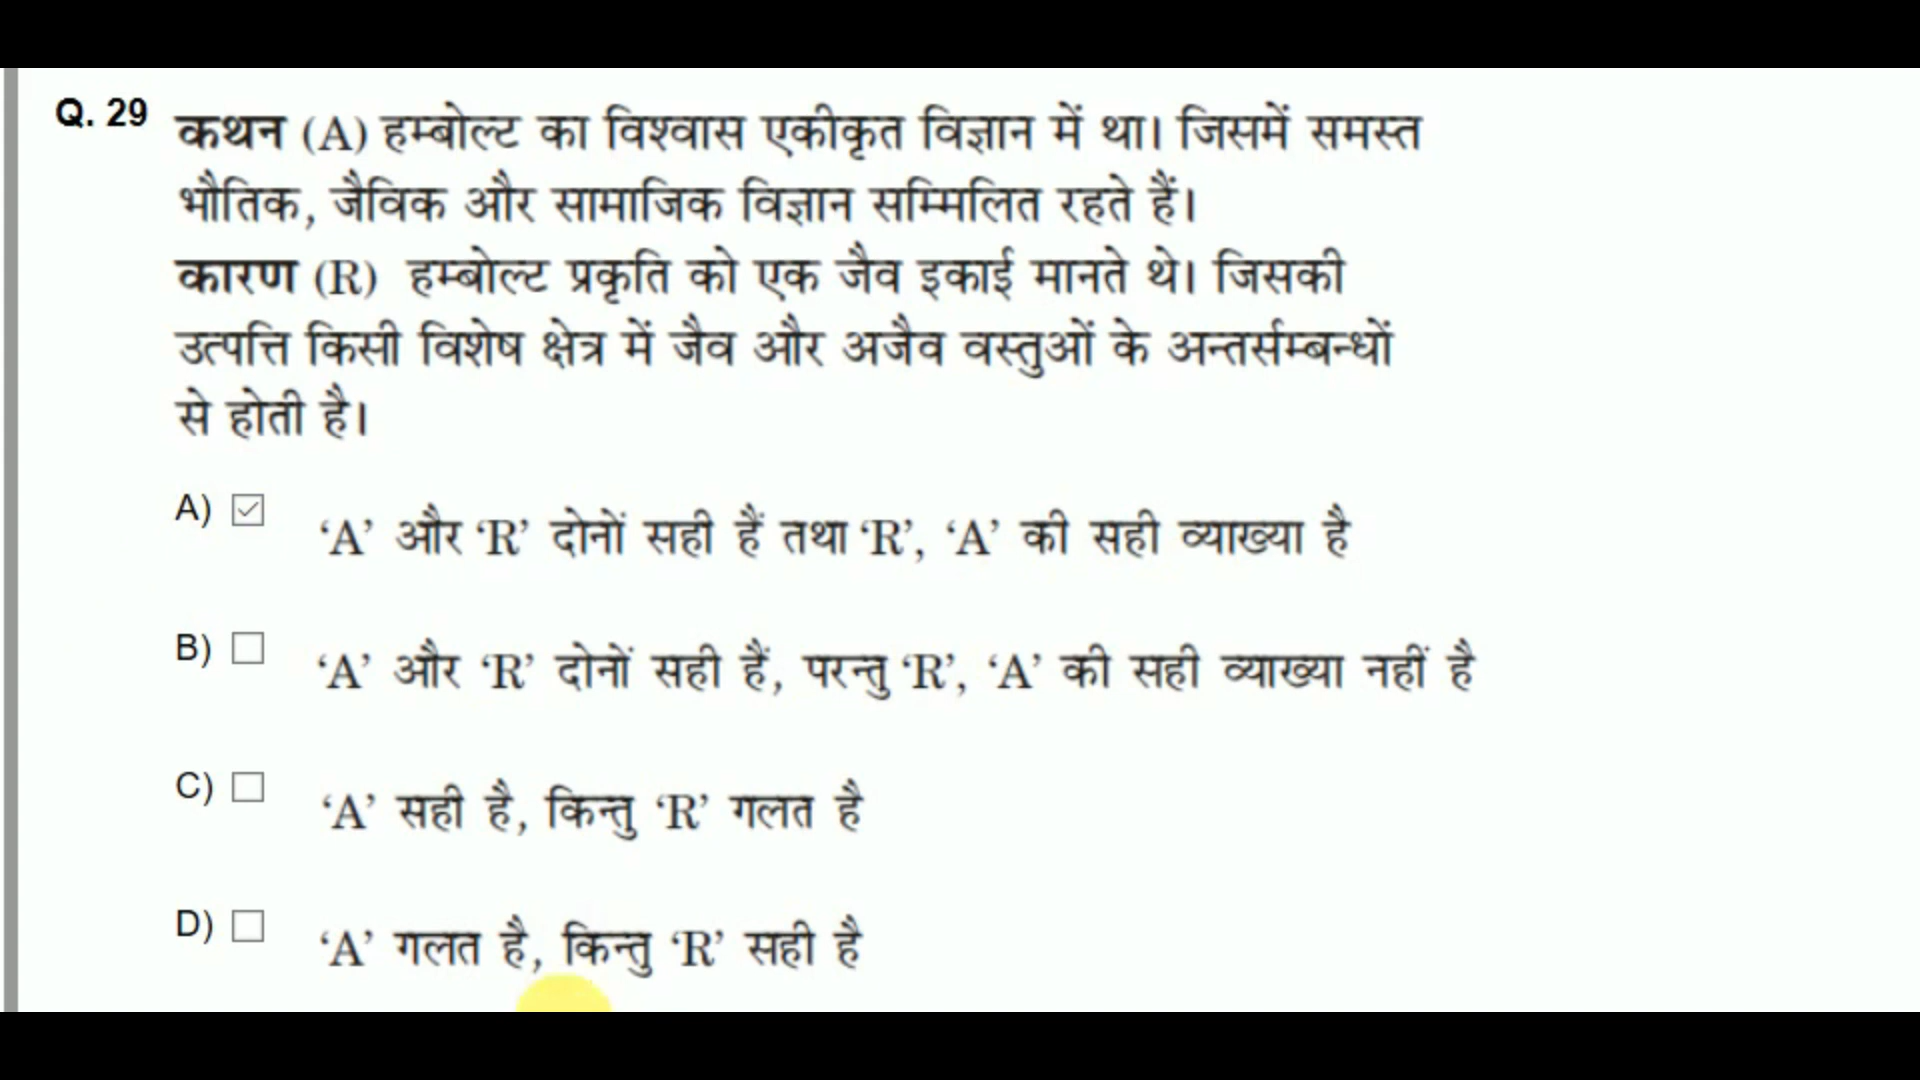 Q. 29 कथन (A) हम्बोल्ट का विश्वास एकीकृत विज्ञान में था। जिसमें समस्त
भौतिक, जैविक और सामाजिक विज्ञान सम्मिलित रहते हैं।
कारण (R) हम्बोल्ट प्रकृति को एक जैव इकाई मानते थे। जिसकी
उत्पत्ति किसी विशेष क्षेत्र में जैव और अजैव वस्तुओं के अन्तर्सम्बन्धों
से होती है।
A) ‘A’ और ‘R’ दोनों सही हैं तथा ‘R’, ‘A’ की सही व्याख्या है
B) ‘A’ और ‘R’ दोनों सही हैं, परन्तु ‘R’, ‘A’ की सही व्याख्या नहीं है
C) ‘A’ सही है, किन्तु ‘R’ गलत है
D) ‘A’ गलत है, किन्तु ‘R’ सही है